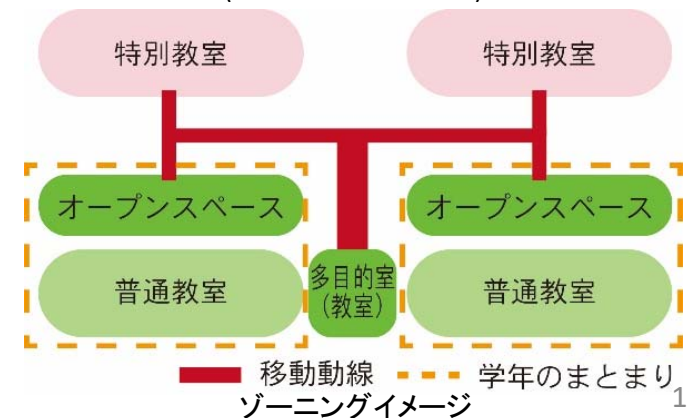 特別教室
特別教室
オープンスペース
オープンスペース
普通教室
多目的室
(教室)
普通教室
移動動線
学年のまとまり
ゾーニングイメージ
1